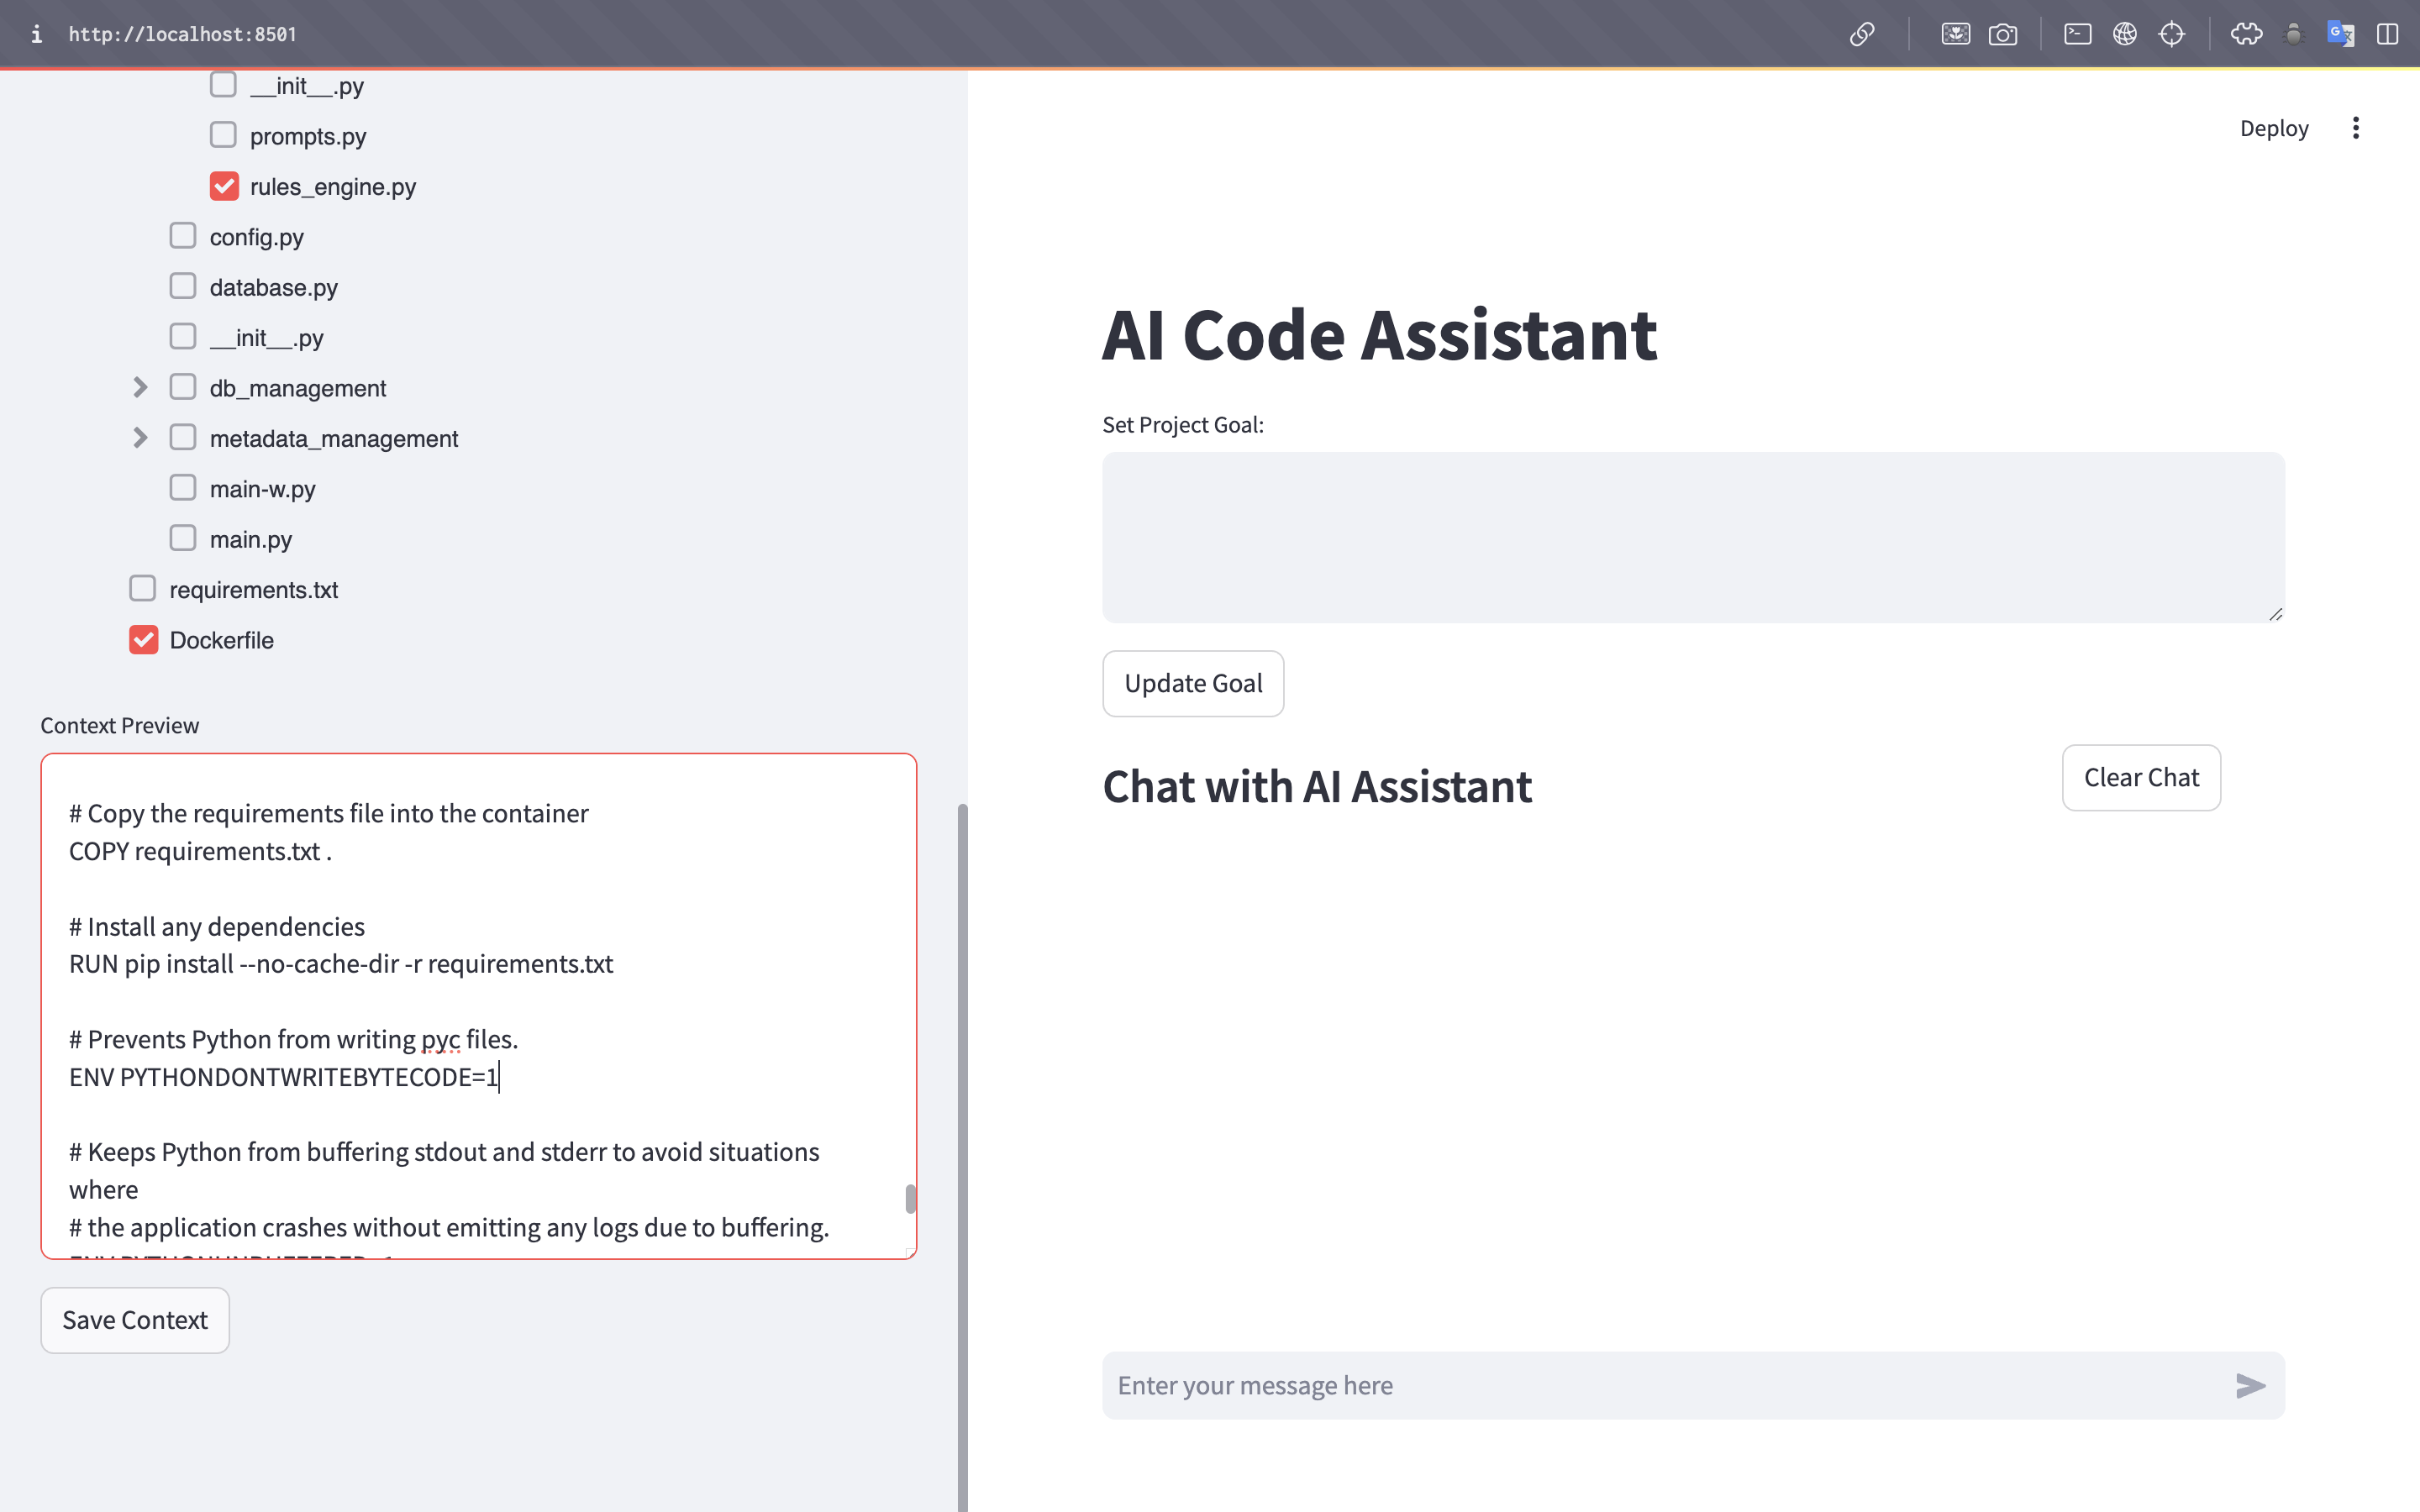 i http://localhost:8501
__init__.py
prompts.py
rules_engine.py
config.py
database.py
__init__.py
db_management
metadata_management
main-w.py
main.py
requirements.txt
Dockerfile
Context Preview
# Copy the requirements file into the container
COPY requirements.txt .
# Install any dependencies
RUN pip install --no-cache-dir -r requirements.txt
# Prevents Python from writing pyc files.
ENV PYTHONDONTWRITEBYTECODE=1
# Keeps Python from buffering stdout and stderr to avoid situations
where
# the application crashes without emitting any logs due to buffering.
Save Context
Deploy
AI Code Assistant
Set Project Goal:
Update Goal
Chat with AI Assistant
Clear Chat
Enter your message here